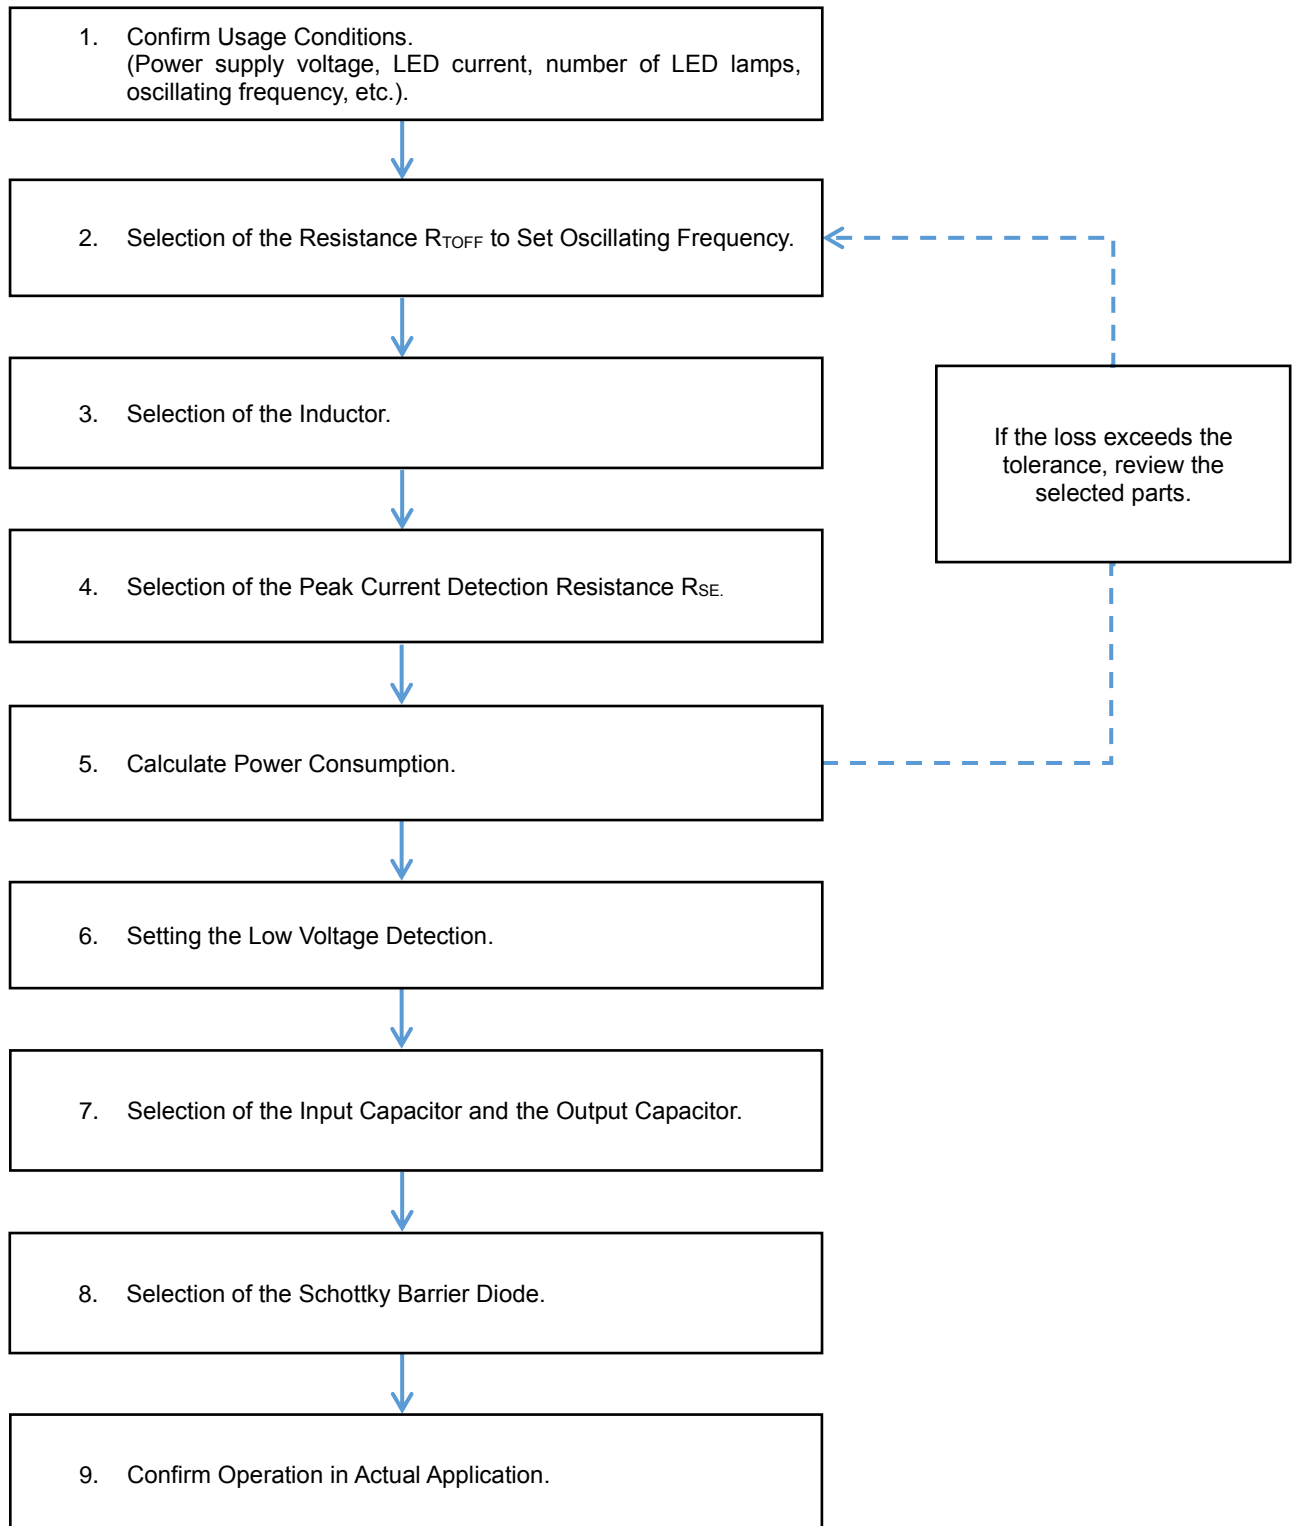 1. Confirm Usage Conditions.
(Power supply voltage, LED current, number of LED lamps,
oscillating frequency, etc.).
2. Selection of the Resistance RTOFF to Set Oscillating Frequency.
3. Selection of the Inductor.
If the loss exceeds the
tolerance, review the
selected parts.
4. Selection of the Peak Current Detection Resistance RSE.
5. Calculate Power Consumption.
6. Setting the Low Voltage Detection.
7. Selection of the Input Capacitor and the Output Capacitor.
8. Selection of the Schottky Barrier Diode.
9. Confirm Operation in Actual Application.